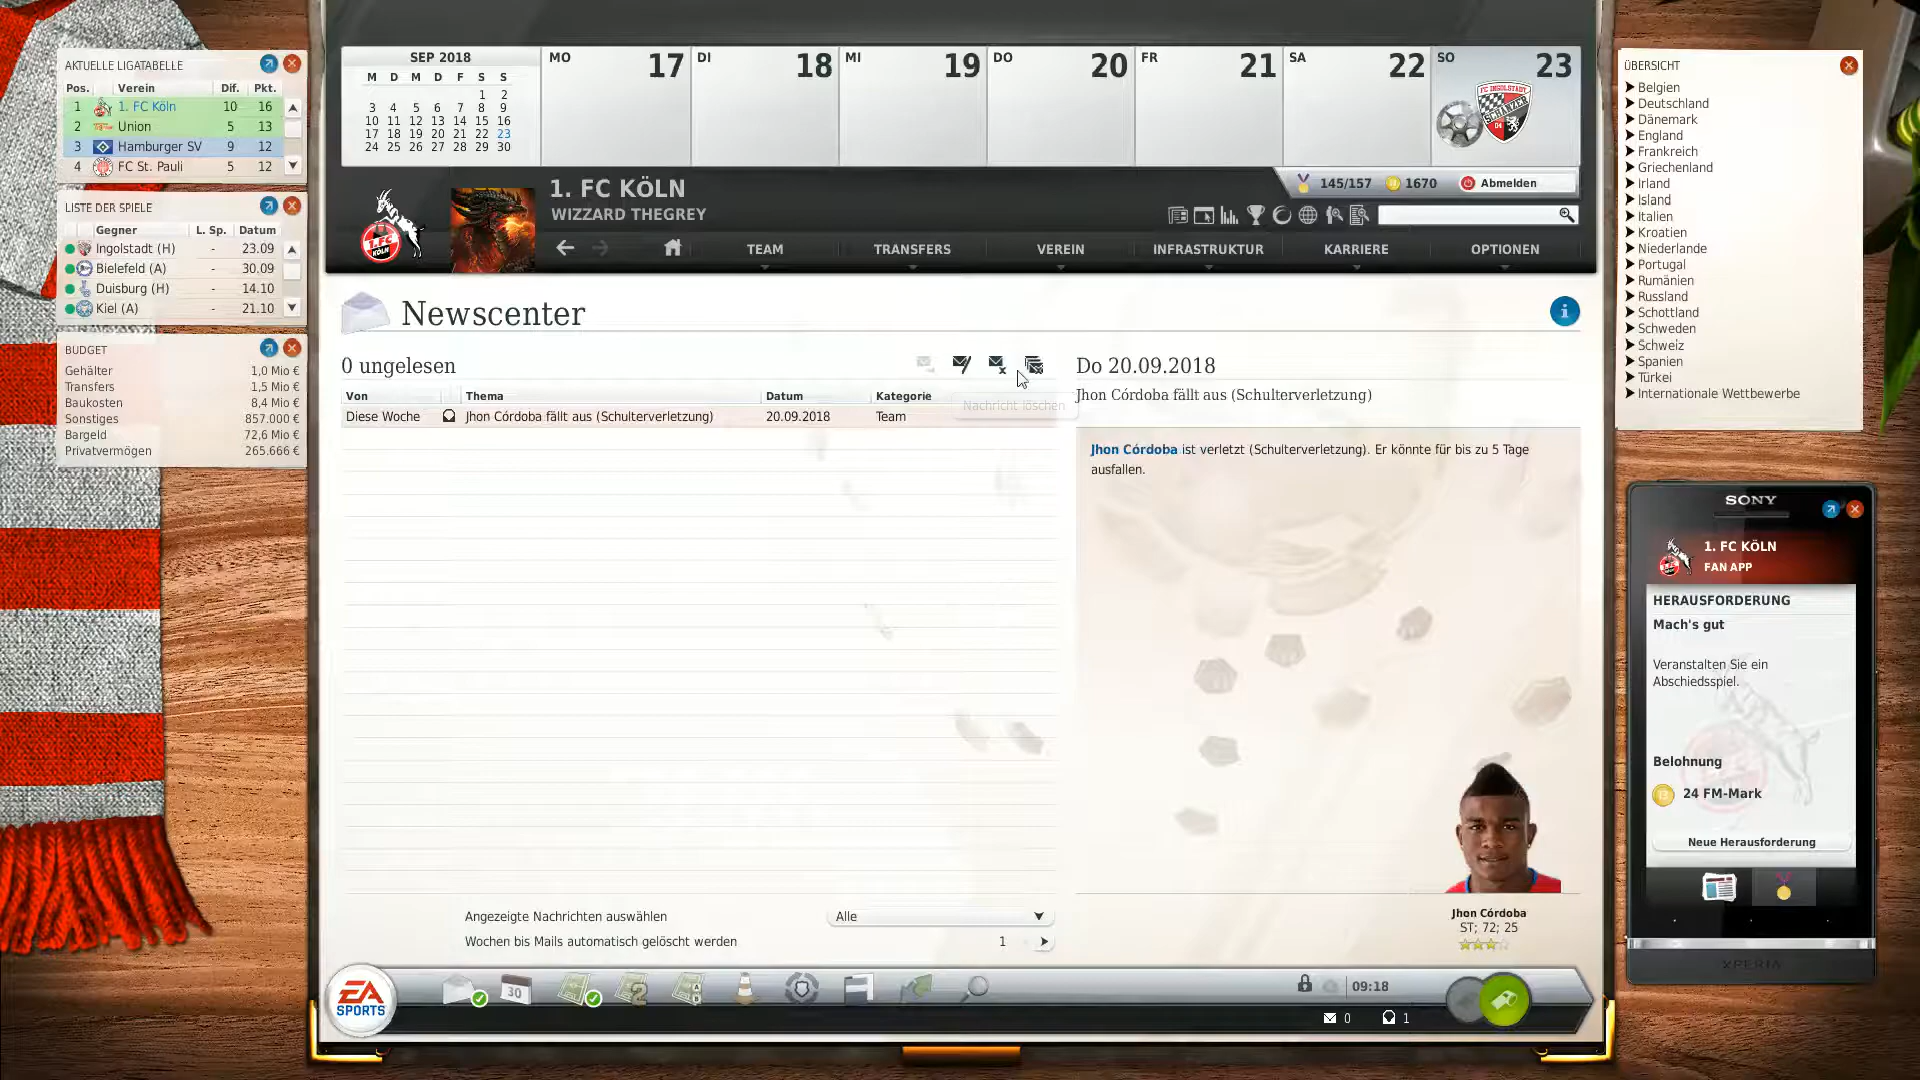 AKTUELLE LIGATABELLE
Pos. Verein Dif. Pkt.
1 1. FC Köln 10 16
2 Union 5 13
3 Hamburger SV 9 12
4 FC St. Pauli 5 12
LISTE DER SPIELE
Gegner L. Sp. Datum
Ingolstadt (H) - 23.09
Bielefeld (A) - 30.09
Duisburg (H) - 14.10
Kiel (A) - 21.10
BUDGET
Gehälter 1,0 Mio €
Transfers 1,5 Mio €
Baukosten 8,4 Mio €
Sonstiges 857.000 €
Bargeld 72,6 Mio €
Privatvermögen 265.666 €
SEP 2018
M D M D F S S
1 2
3 4 5 6 7 8 9
10 11 12 13 14 15 16
17 18 19 20 21 22 23
24 25 26 27 28 29 30
MO 17 DI 18 MI 19 DO 20 FR 21 SA 22 SO 23
1. FC KÖLN
WIZZARD THEGREY
145/157 1670 Abmelden
TEAM TRANSFERS VEREIN INFRASTRUKTUR KARRIERE OPTIONEN
Newscenter
0 ungelesen
Von Thema Datum Kategorie
Nachricht löschen
Diese Woche Jhon Córdoba fällt aus (Schulterverletzung) 20.09.2018 Team
Do 20.09.2018
Jhon Córdoba fällt aus (Schulterverletzung)
Jhon Córdoba ist verletzt (Schulterverletzung). Er könnte für bis zu 5 Tage
ausfallen.
Jhon Córdoba
ST; 72; 25
Angezeigte Nachrichten auswählen Alle
Wochen bis Mails automatisch gelöscht werden 1
EA
SPORTS
30
2
09:18
0 1
ÜBERSICHT
Belgien
Deutschland
Dänemark
England
Frankreich
Griechenland
Irland
Island
Italien
Kroatien
Niederlande
Portugal
Rumänien
Russland
Schottland
Schweden
Schweiz
Spanien
Türkei
Internationale Wettbewerbe
SONY
1. FC KÖLN
FAN APP
HERAUSFORDERUNG
Mach's gut
Veranstalten Sie ein
Abschiedsspiel.
Belohnung
24 FM-Mark
Neue Herausforderung
XPERIA